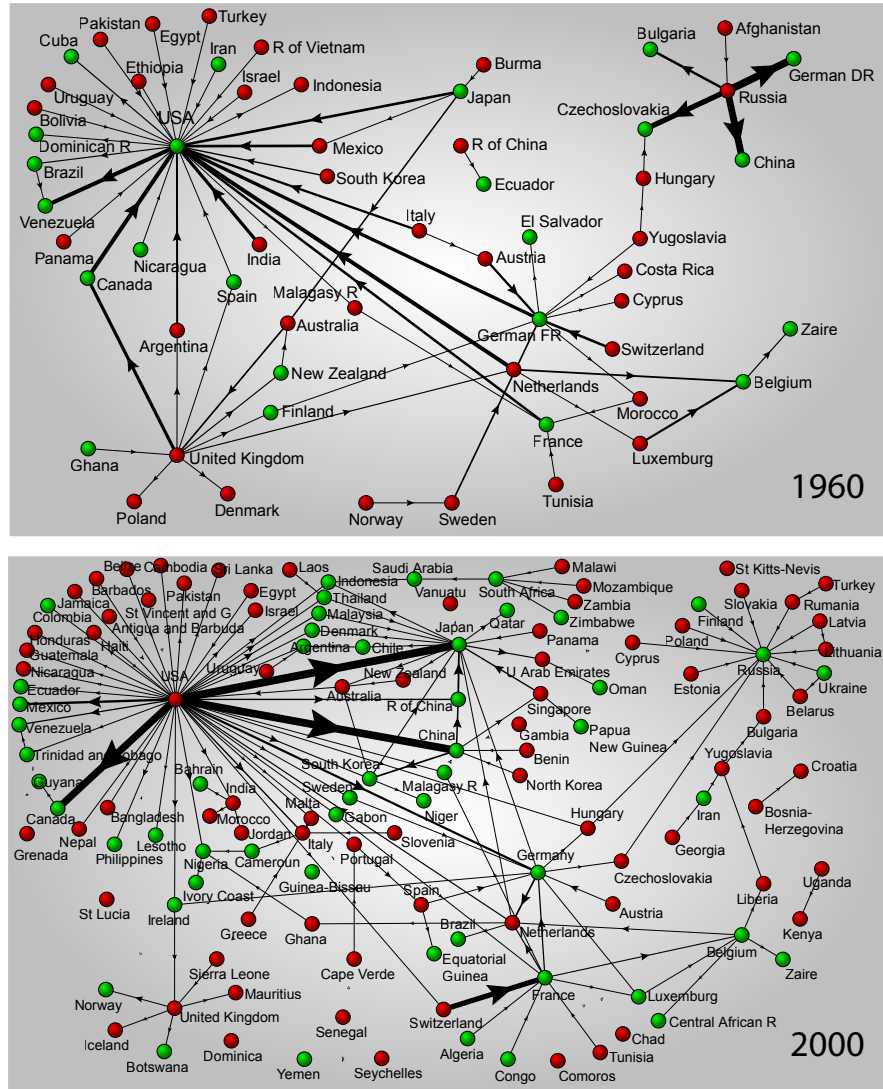 Pakistan
Turkey
Egypt
Cuba
Iran
R of Vietnam
Ethiopia
Israel
Indonesia
Uruguay
USA
Bolivia
Dominican R
Brazil
Venezuela
Panama
Nicaragua
Canada
Spain
India
Argentina
Mexico
South Korea
Malagasy R
Australia
New Zealand
Finland
Ghana
United Kingdom
Poland
Denmark
Burma
Japan
R of China
Ecuador
Italy
El Salvador
Austria
German FR
Netherlands
France
Tunisia
Norway
Sweden
Bulgaria
Afghanistan
German DR
Russia
Czechoslovakia
China
Hungary
Yugoslavia
Costa Rica
Cyprus
Switzerland
Morocco
Luxemburg
Belgium
Zaire
1960
Belize
Cambodia
Sri Lanka
Laos
Barbados
Pakistan
Egypt
Jamaica
Colombia
St Vincent and G
Israel
Antigua and Barbuda
Honduras
Haiti
Guatemala
Nicaragua
USA
Uruguay
Ecuador
Mexico
Venezuela
Trinidad and Tobago
Guyana
Canada
Grenada
Nepal
Bangladesh
Philippines
Lesotho
Bahrain
India
Morocco
Jordan
Malta
Italy
Nigeria
Cameroun
Ivory Coast
Ireland
St Lucia
Greece
Ghana
Guinea-Bissau
Portugal
Slovenia
Gabon
Sweden
South Korea
Niger
Malagasy R
Indonesia
Thailand
Malaysia
Denmark
Argentina
Chile
Saudi Arabia
Vanuatu
South Africa
Malawi
Mozambique
Zambia
Zimbabwe
Japan
Qatar
Panama
U Arab Emirates
Oman
New Zealand
Australia
R of China
Singapore
Papua
New Guinea
China
Gambia
Benin
North Korea
Hungary
Germany
Czechoslovakia
Spain
Austria
Netherlands
Brazil
Equatorial
Guinea
Cape Verde
Switzerland
France
Luxemburg
Belgium
Zaire
Central African R
Algeria
Congo
Comoros
Tunisia
Chad
Sierra Leone
Norway
Mauritius
United Kingdom
Iceland
Botswana
Dominica
Yemen
Senegal
Seychelles
St Kitts-Nevis
Slovakia
Turkey
Rumania
Finland
Latvia
Poland
Cyprus
Russia
Lithuania
Estonia
Ukraine
Belarus
Bulgaria
Yugoslavia
Croatia
Iran
Bosnia-
Herzegovina
Georgia
Liberia
Uganda
Kenya
2000